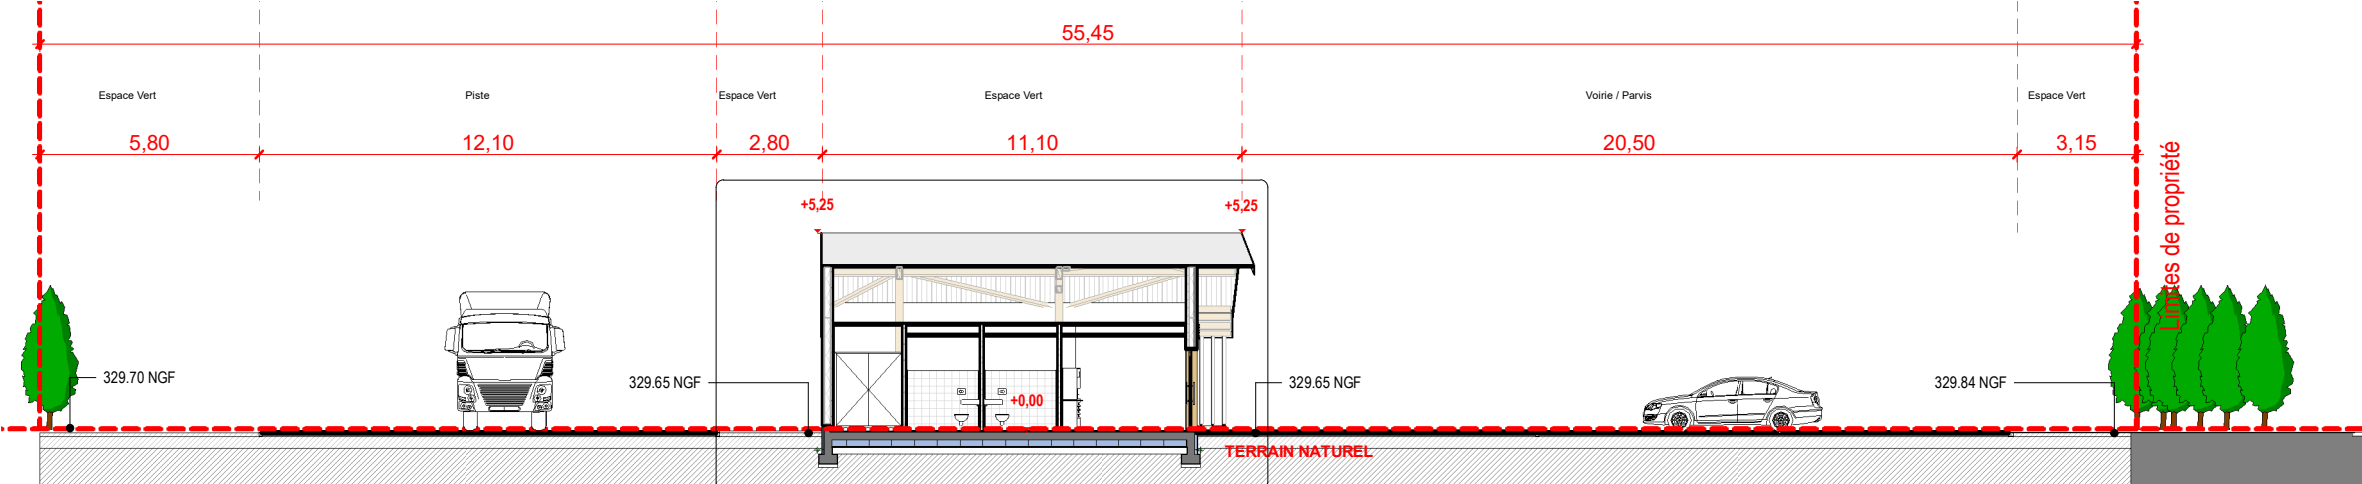 55,45
Espace Vert
Piste
Espace Vert
Espace Vert
Voirie / Parvis
Espace Vert
5,80
12,10
2,80
11,10
20,50
3,15
Limites de propriété
+5,25
+5,25
329.70 NGF
329.65 NGF
329.65 NGF
329.84 NGF
+0,00
TERRAIN NATUREL